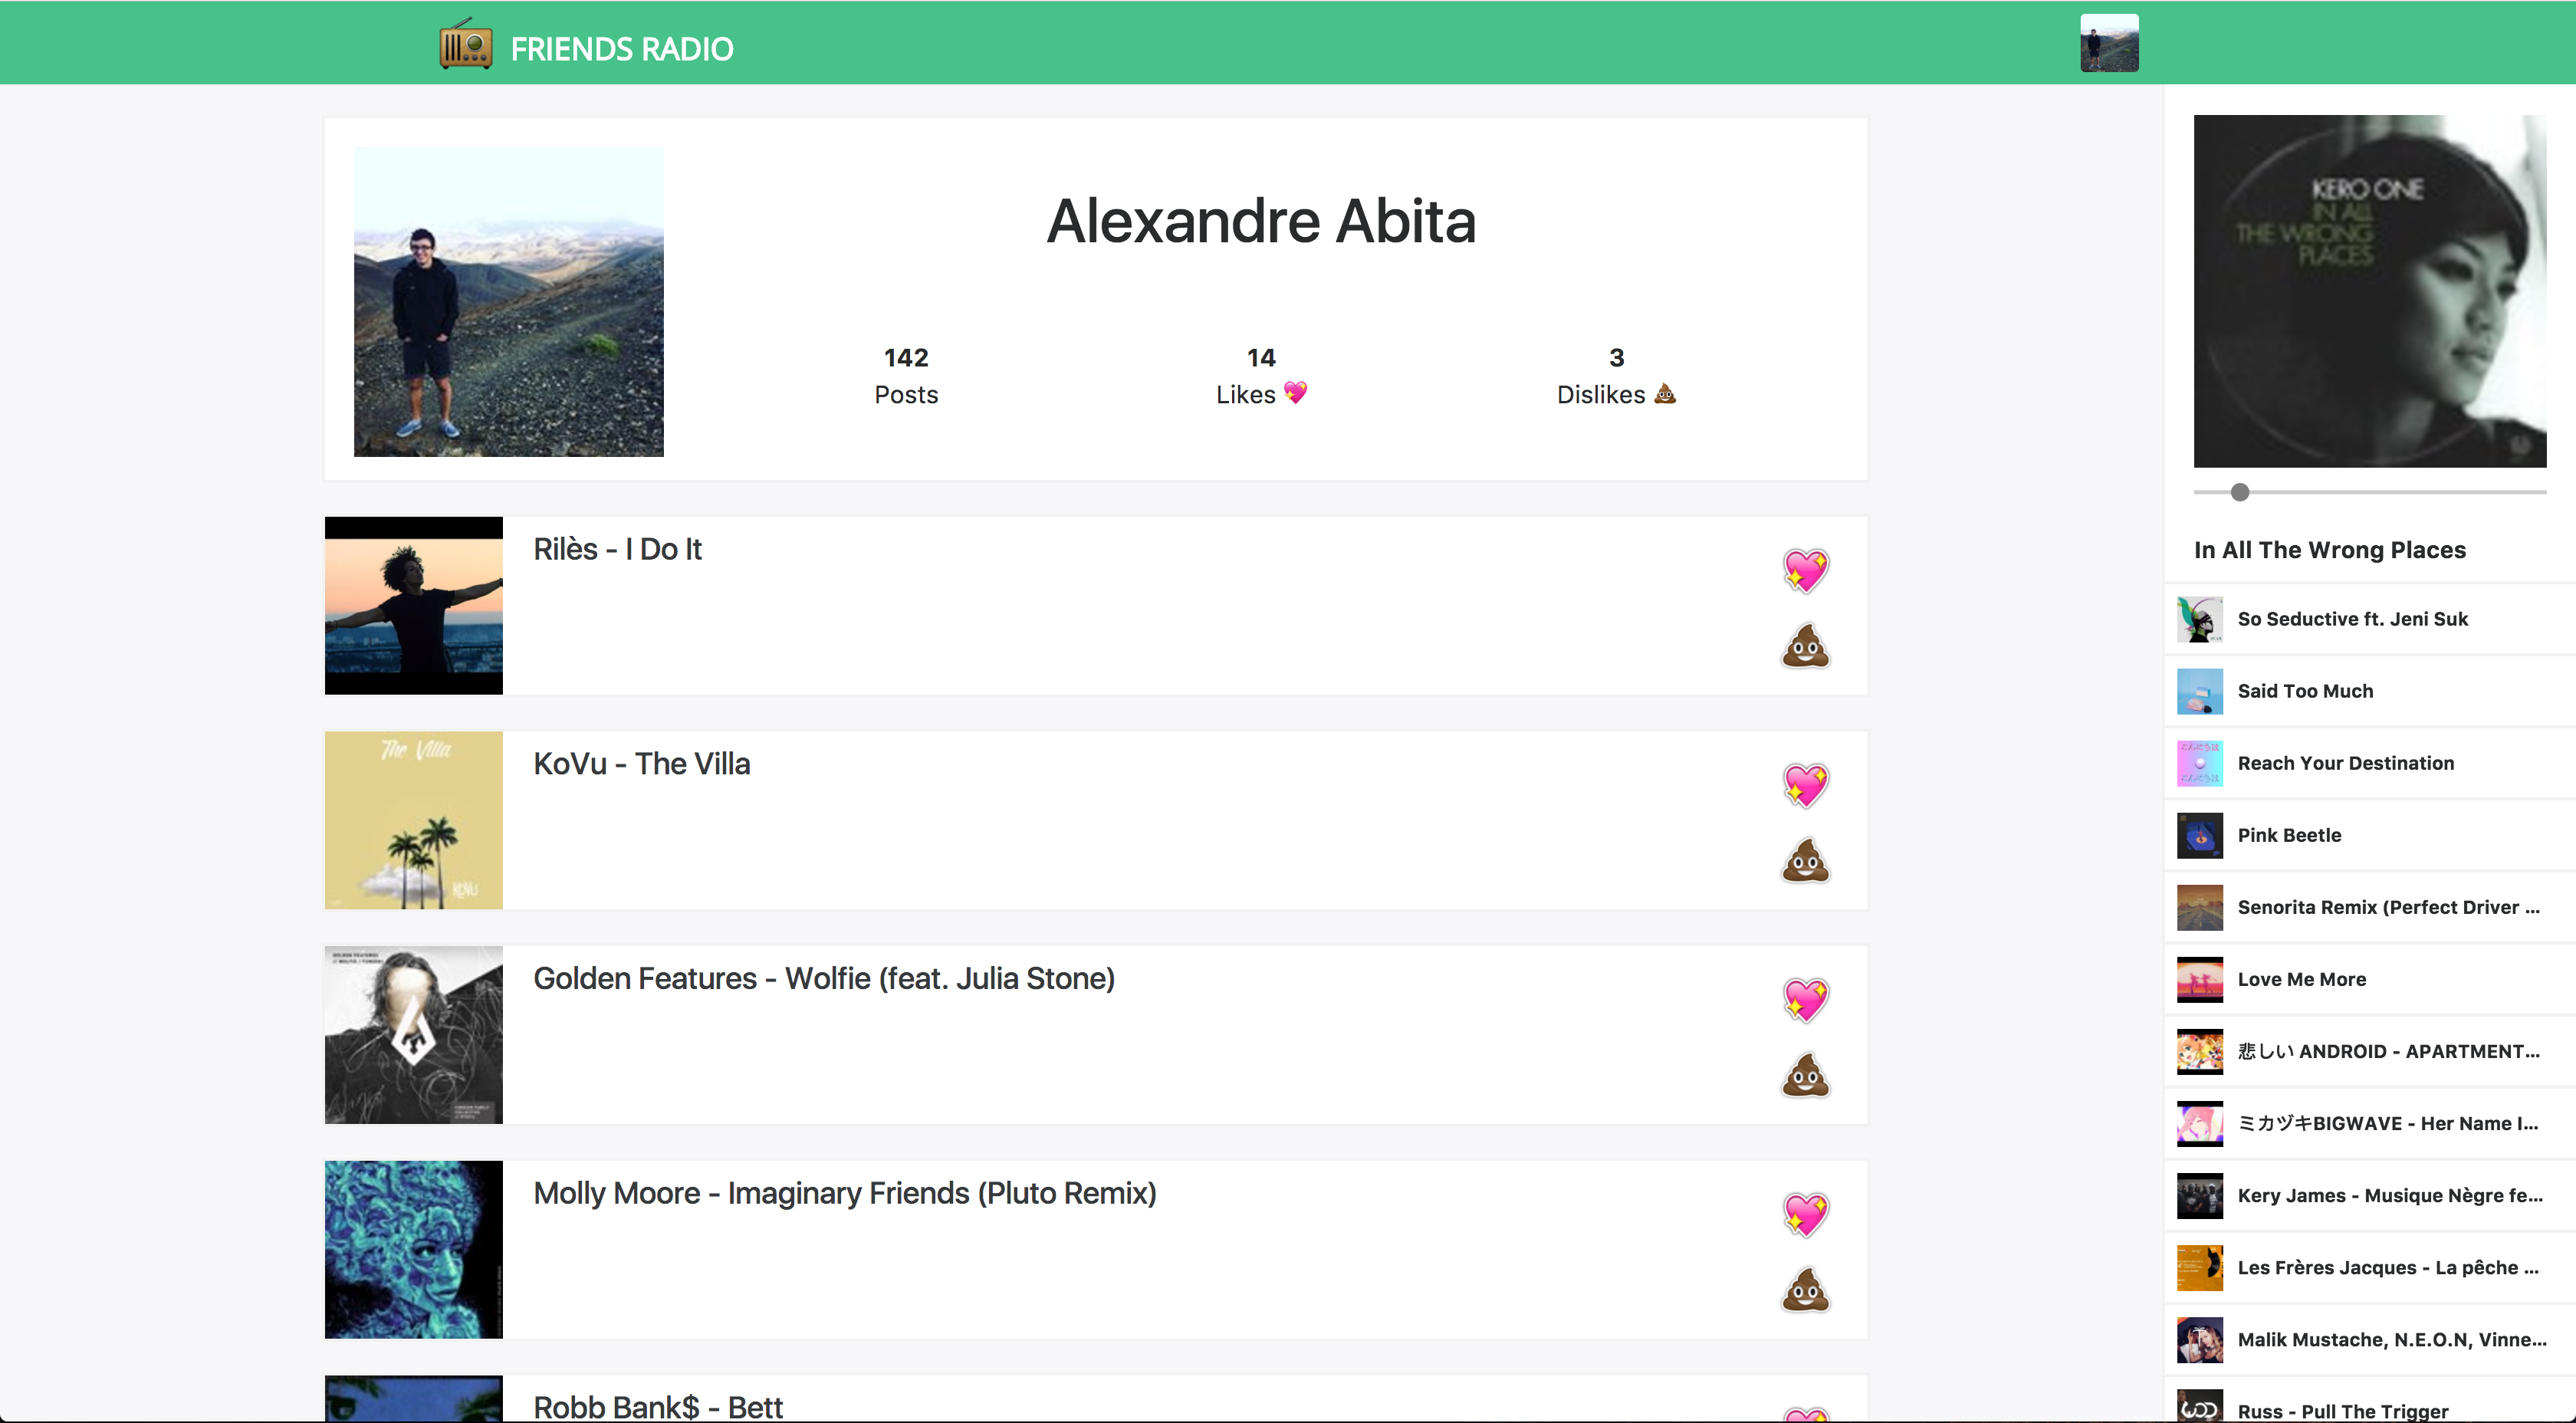 FRIENDS RADIO
Alexandre Abita
142
Posts
14
Likes 💖
3
Dislikes 💩
Rilès - I Do It
The Villa
KoVu
KoVu - The Villa
Golden Features - Wolfie (feat. Julia Stone)
Molly Moore - Imaginary Friends (Pluto Remix)
Robb Bank$ - Bett
KERO ONE
IN ALL
THE WRONG
PLACES
In All The Wrong Places
So Seductive ft. Jeni Suk
Said Too Much
Reach Your Destination
Pink Beetle
Senorita Remix (Perfect Driver ...
Love Me More
悲しい ANDROID - APARTMENT...
ミカヅキBIGWAVE - Her Name I...
Kery James - Musique Nègre fe...
Les Frères Jacques - La pêche ...
Malik Mustache, N.E.O.N, Vinne...
Russ - Pull The Trigger